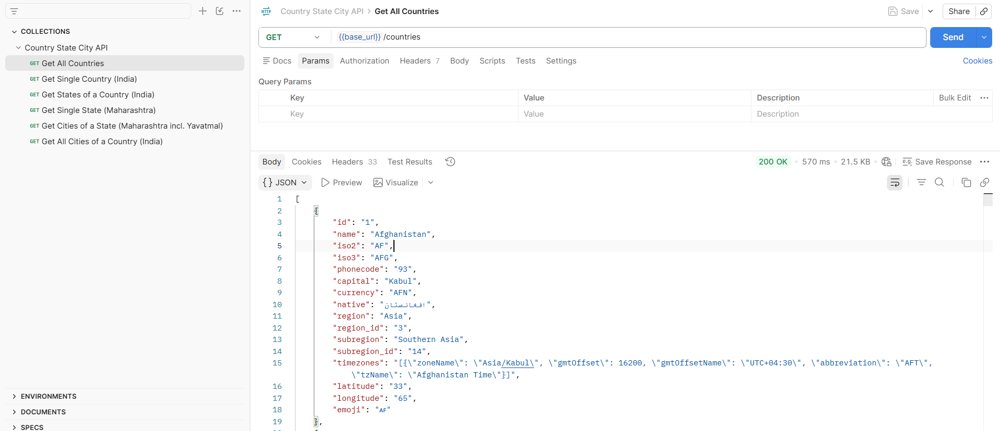 COLLECTIONS
Country State City API
GET Get All Countries
GET Get Single Country (India)
GET Get States of a Country (India)
GET Get Single State (Maharashtra)
GET Get Cities of a State (Maharashtra incl. Yavatmal)
GET Get All Cities of a Country (India)
ENVIRONMENTS
DOCUMENTS
SPECS
HTTP Country State City API > Get All Countries
Save Share
GET {{base_url}}/countries Send
Docs Params Authorization Headers 7 Body Scripts Tests Settings Cookies
Query Params
Key Value Description Bulk Edit
Key Value Description
Body Cookies Headers 33 Test Results 200 OK 570 ms 21.5 KB e.g. Save Response
{} JSON Preview Visualize
1 [
2 {
3 "id": "1",
4 "name": "Afghanistan",
5 "iso2": "AF",
6 "iso3": "AFG",
7 "phonecode": "93",
8 "capital": "Kabul",
9 "currency": "AFN",
10 "native": "افغانستان",
11 "region": "Asia",
12 "region_id": "3",
13 "subregion": "Southern Asia",
14 "subregion_id": "14",
15 "timezones": "[{\"zoneName\": \"Asia/Kabul\", \"gmtOffset\": 16200, \"gmtOffsetName\": \"UTC+04:30\", \"abbreviation\": \"AFT\",
\"tzName\": \"Afghanistan Time\"}]",
16 "latitude": "33",
17 "longitude": "65",
18 "emoji": "🇦🇫"
19 },